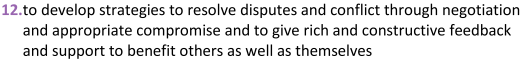 12.to develop strategies to resolve disputes and conflict through negotiation
and appropriate compromise and to give rich and constructive feedback
and support to benefit others as well as themselves